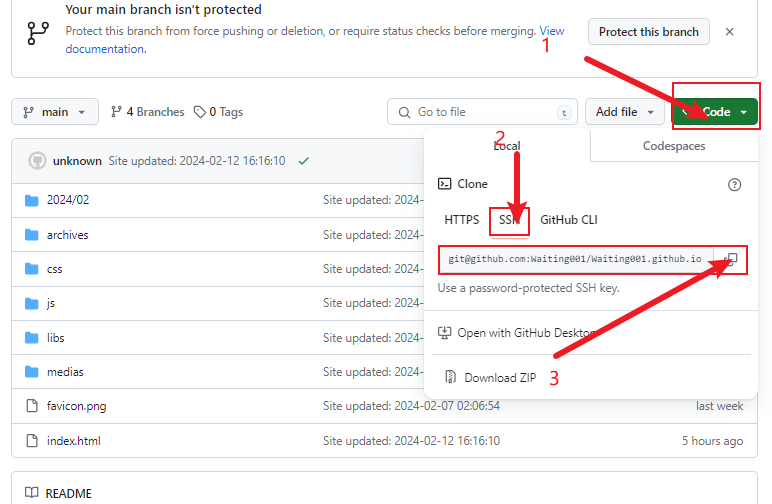 Your main branch isn't protected
Protect this branch from force pushing or deletion, or require status checks before merging. View
documentation.
Protect this branch
1
main
4 Branches
0 Tags
Go to file
t
Add file
Code
2
Local
Codespaces
unknown Site updated: 2024-02-12 16:16:10
Clone
HTTPS
SSH
GitHub CLI
git@github.com:Waiting001/Waiting001.github.io
Use a password-protected SSH key.
Open with GitHub Desktop
Download ZIP
3
2024/02 Site updated: 2024-
archives Site updated: 2024-
css Site updated: 2024-
js Site updated: 2024-
libs Site updated: 2024-
medias Site updated: 2024-
favicon.png Site updated: 2024-02-07 02:06:54 last week
index.html Site updated: 2024-02-12 16:16:10 5 hours ago
README